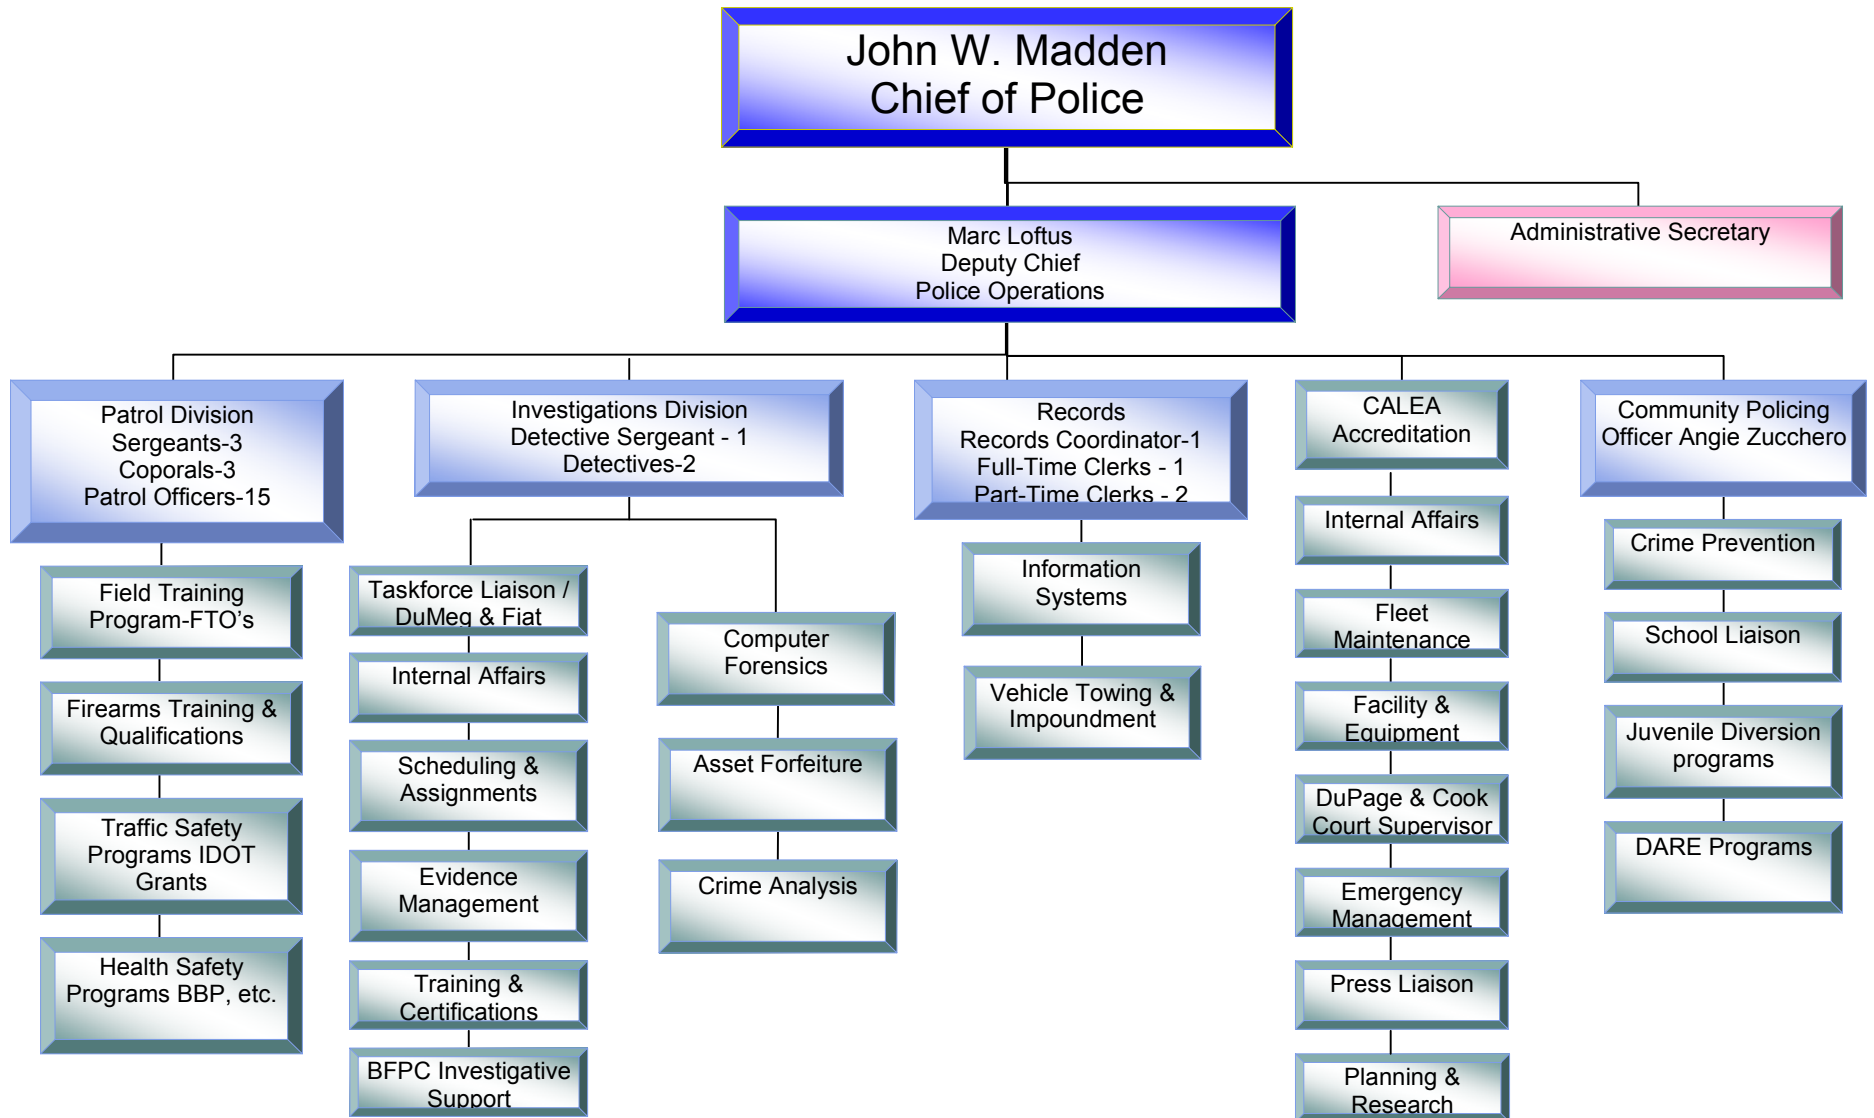 John W. Madden
Chief of Police
Marc Loftus
Deputy Chief
Police Operations
Administrative Secretary
Patrol Division
Sergeants-3
Coporals-3
Patrol Officers-15
Field Training
Program-FTO’s
Firearms Training &
Qualifications
Traffic Safety
Programs IDOT
Grants
Health Safety
Programs BBP, etc.
Investigations Division
Detective Sergeant - 1
Detectives-2
Taskforce Liaison /
DuMeg & Fiat
Internal Affairs
Scheduling &
Assignments
Evidence
Management
Training &
Certifications
BFPC Investigative
Support
Computer
Forensics
Asset Forfeiture
Crime Analysis
Records
Records Coordinator-1
Full-Time Clerks - 1
Part-Time Clerks - 2
Information
Systems
Vehicle Towing &
Impoundment
CALEA
Accreditation
Internal Affairs
Fleet
Maintenance
Facility &
Equipment
DuPage & Cook
Court Supervisor
Emergency
Management
Press Liaison
Planning &
Research
Community Policing
Officer Angie Zucchero
Crime Prevention
School Liaison
Juvenile Diversion
programs
DARE Programs